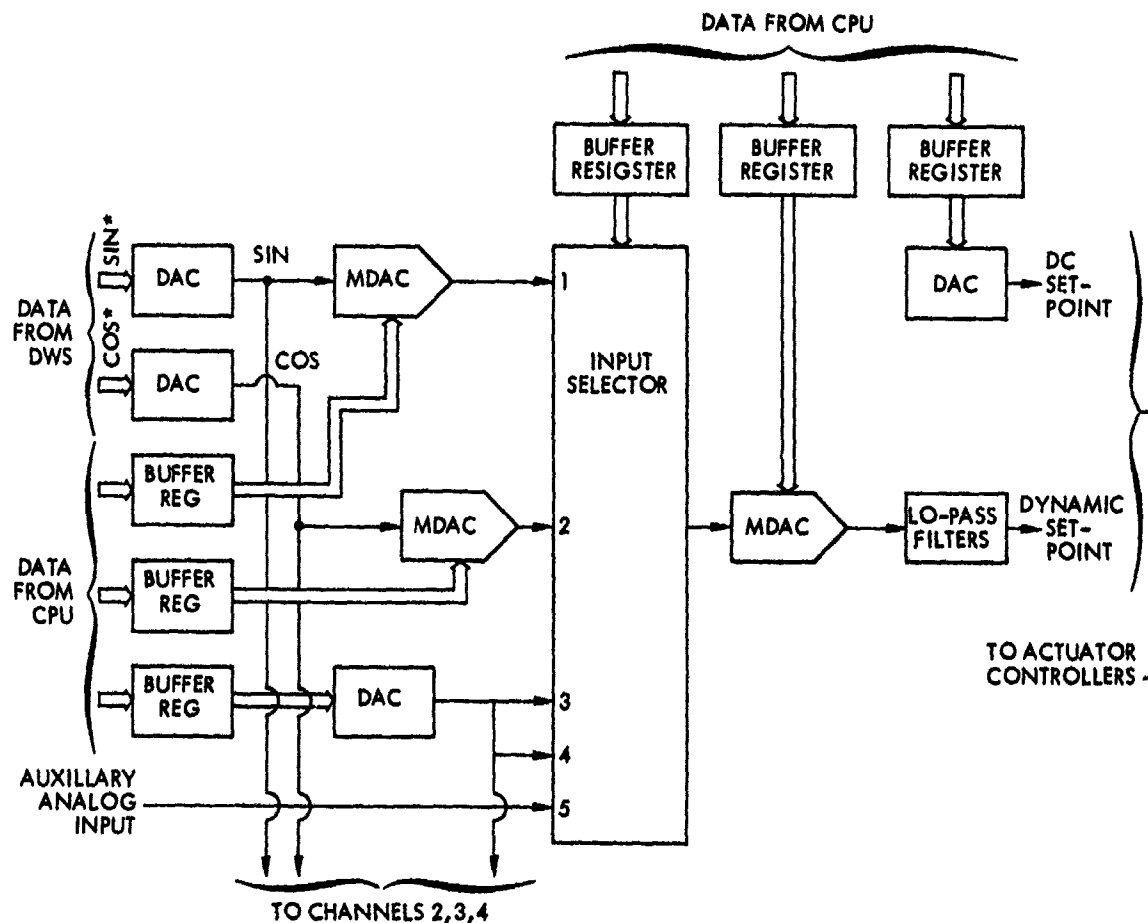 DATA FROM CPU
BUFFER
RESIGSTER
BUFFER
REGISTER
BUFFER
REGISTER
DATA
FROM
DWS
SIN*
COS*
DAC
SIN
MDAC
DAC
COS
1
INPUT
SELECTOR
DAC
DC
SET-
POINT
DATA
FROM
CPU
BUFFER
REG
BUFFER
REG
BUFFER
REG
MDAC
2
DAC
3
4
5
MDAC
LO-PASS
FILTERS
DYNAMIC
SET-
POINT
TO ACTUATOR
CONTROLLERS
AUXILLARY
ANALOG
INPUT
TO CHANNELS 2,3,4